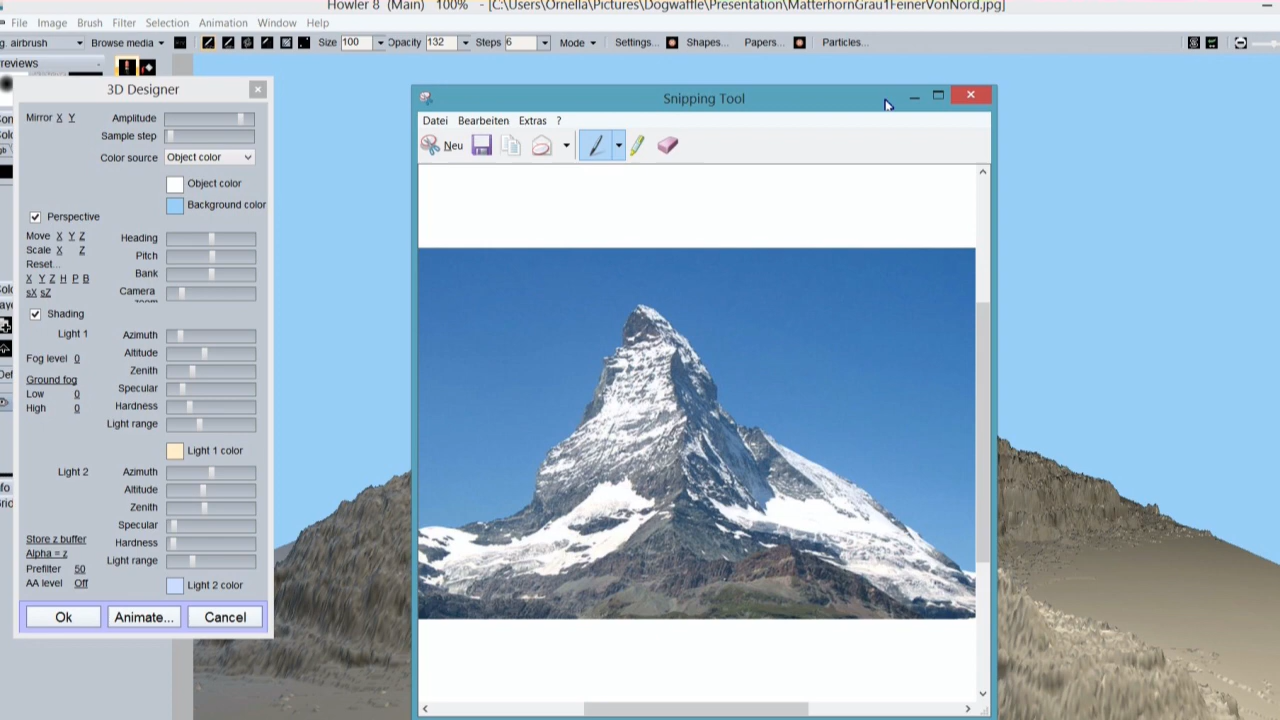 Howler 8 (Main) 100% - [C:\Users\Ornella\Pictures\Dogwaffle\Presentation\MatterhornGrau1FeinerVonNord.jpg]
File Image Brush Filter Selection Animation Window Help
g. airbrush Browse media Size 100 Opacity 132 Steps 6 Mode Settings... Shapes... Papers... Particles...
reviews
3D Designer
Mirror X Y Amplitude
Sample step
Color source Object color
Object color
Background color
Perspective
Move X Y Z Heading
Scale X Z Pitch
Reset...
X Y Z H P B Bank
sX sZ Camera
Shading
Light 1 Azimuth
Altitude
Fog level 0
Zenith
Ground fog
Specular
Low 0
Hardness
High 0
Light range
Light 1 color
Light 2 Azimuth
Altitude
Zenith
Specular
Store z buffer
Hardness
Alpha = z
Light range
Prefilter 50
AA level Off
Light 2 color
Ok Animate... Cancel
Snipping Tool
Datei Bearbeiten Extras ?
Neu